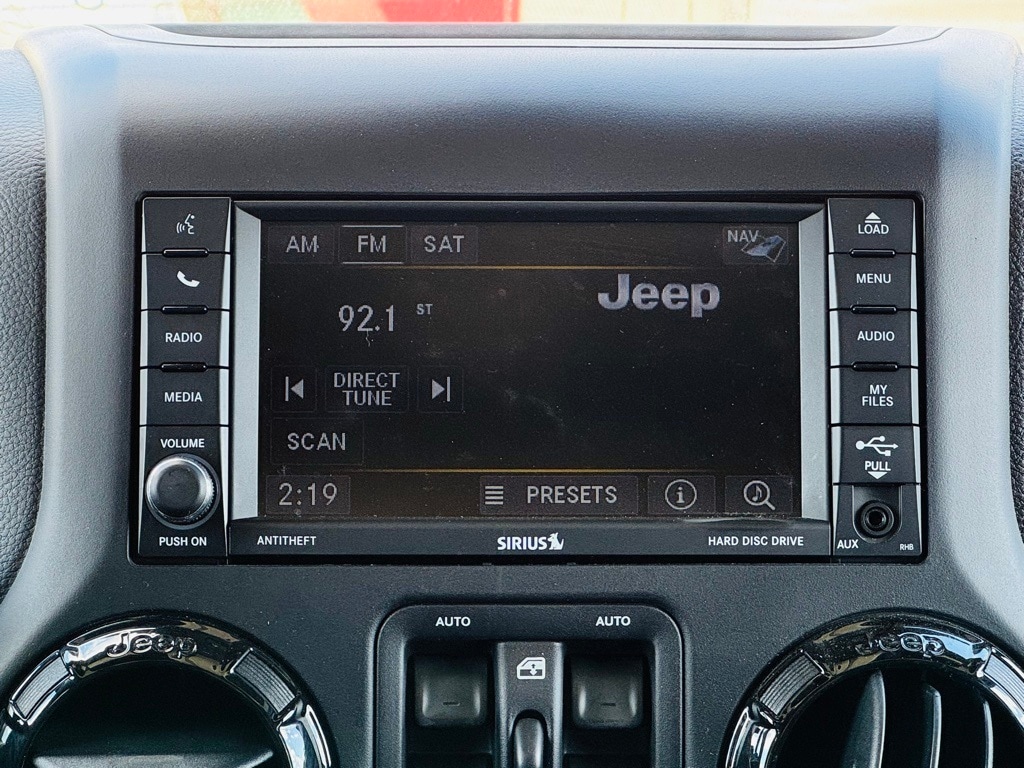 AM FM SAT NAV
LOAD
Jeep
MENU
92.1 ST
RADIO
AUDIO
DIRECT
TUNE
MEDIA
MY
FILES
VOLUME
SCAN
PULL
2:19 PRESETS i
PUSH ON
ANTITHEFT SIRIUS HARD DISC DRIVE
AUX RHB
AUTO AUTO
Jeep Jeep